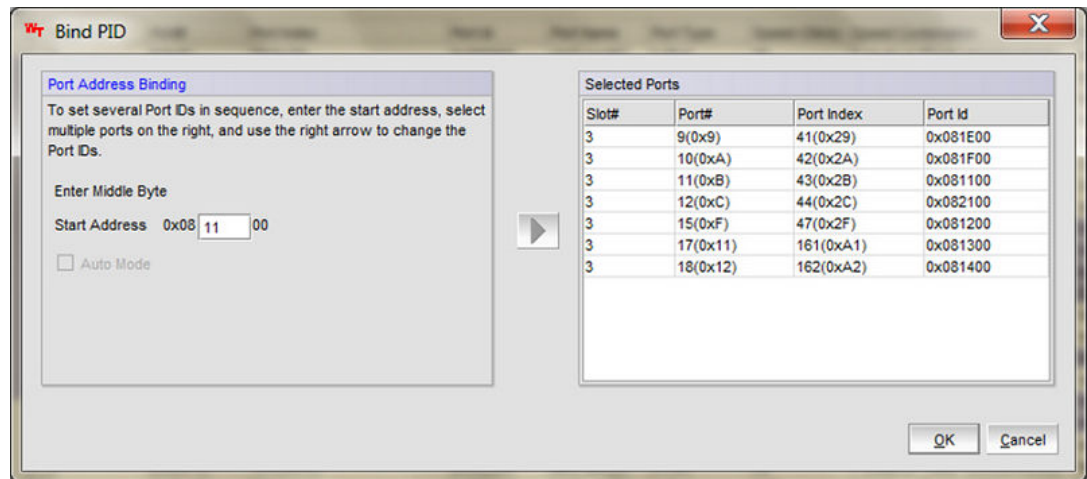 WT Bind PID
Port Address Binding
To set several Port IDs in sequence, enter the start address, select
multiple ports on the right, and use the right arrow to change the
Port IDs.
Enter Middle Byte
Start Address 0x08 11 00
Auto Mode
Selected Ports
Slot# Port# Port Index Port Id
3 9(0x9) 41(0x29) 0x081E00
3 10(0xA) 42(0x2A) 0x081F00
3 11(0xB) 43(0x2B) 0x081100
3 12(0xC) 44(0x2C) 0x082100
3 15(0xF) 47(0x2F) 0x081200
3 17(0x11) 161(0xA1) 0x081300
3 18(0x12) 162(0xA2) 0x081400
OK Cancel